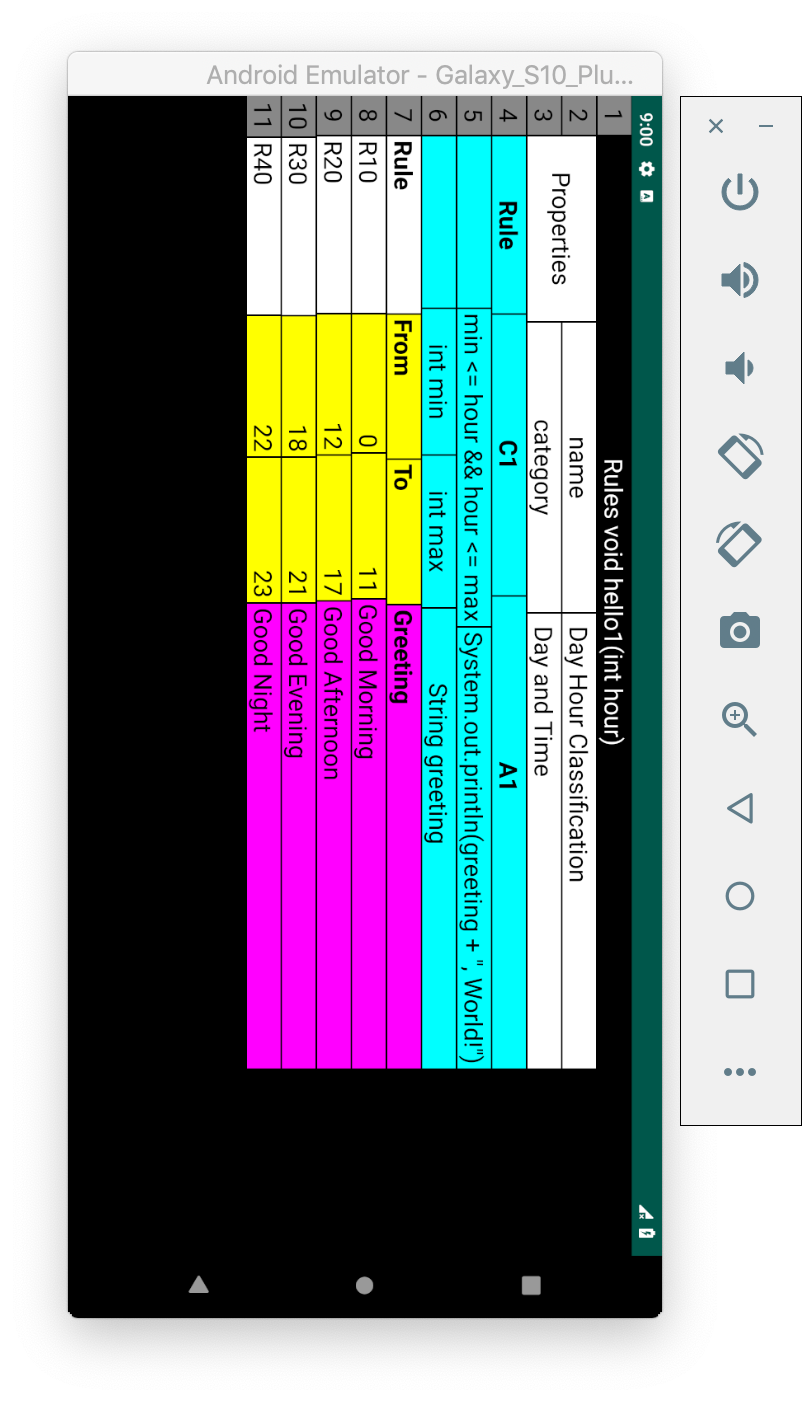 Android Emulator - Galaxy_S10_Plu...
9:00 A
1 Rules void hello1(int hour)
2 Properties name Day Hour Classification
3 category Day and Time
4 Rule C1 A1
5 min <= hour && hour <= max System.out.println(greeting + ", World!")
6 int min int max String greeting
7 Rule From To Greeting
8 R10 0 11 Good Morning
9 R20 12 17 Good Afternoon
10 R30 18 21 Good Evening
11 R40 22 23 Good Night